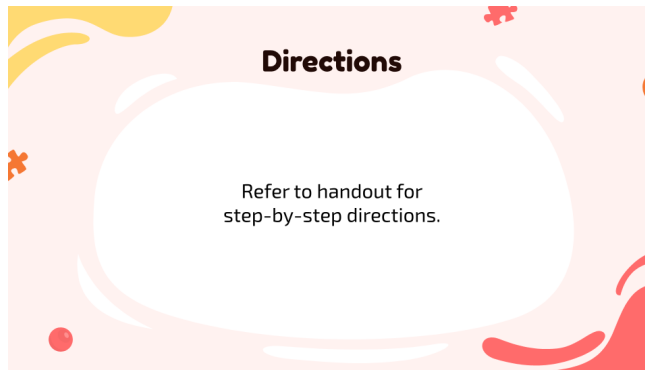 Directions
Refer to handout for
step-by-step directions.